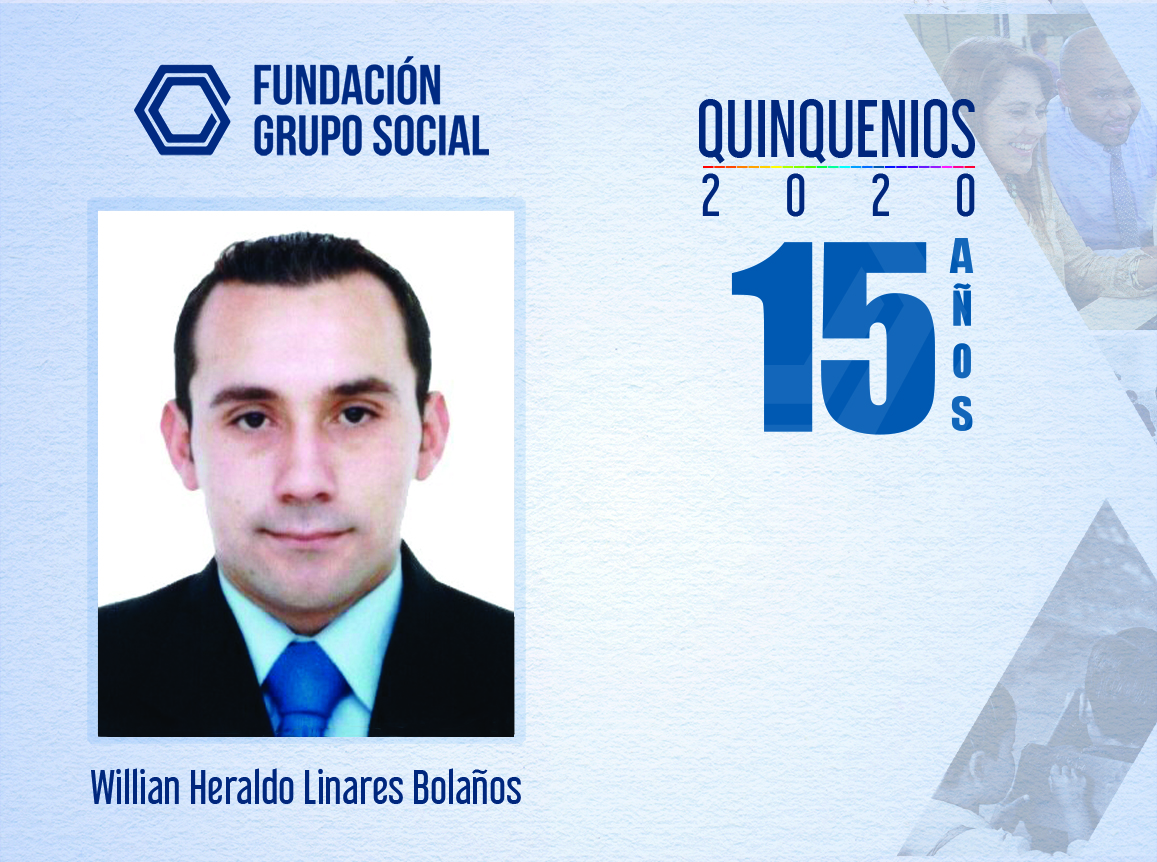 FUNDACIÓN
GRUPO SOCIAL
QUINQUENIOS
2020
15
AÑOS
Willian Heraldo Linares Bolaños